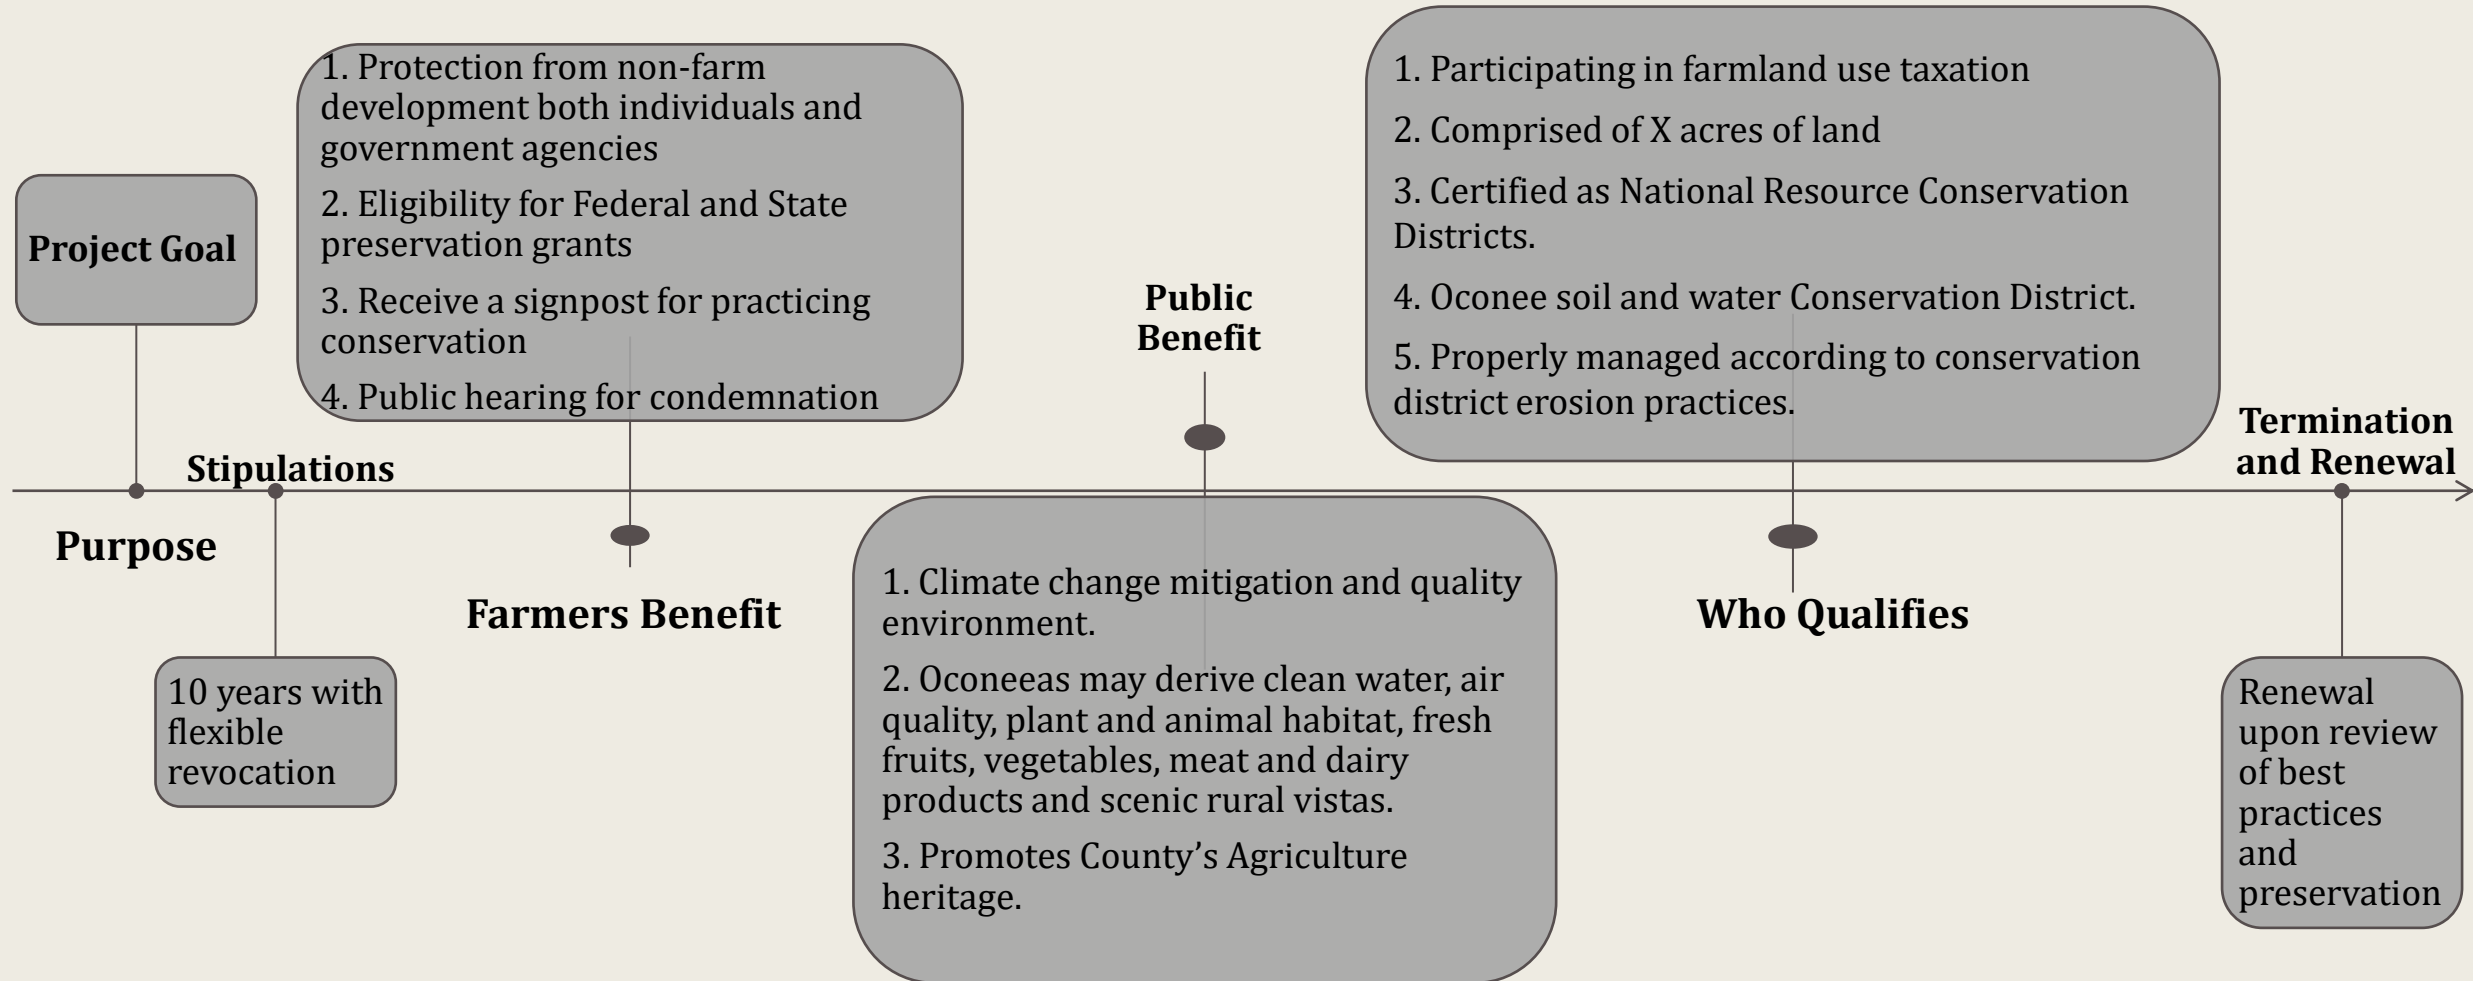 Project Goal
Purpose
Stipulations
10 years with
flexible
revocation
1. Protection from non-farm
development both individuals and
government agencies
2. Eligibility for Federal and State
preservation grants
3. Receive a signpost for practicing
conservation
4. Public hearing for condemnation
Farmers Benefit
Public
Benefit
1. Climate change mitigation and quality
environment.
2. Oconeeas may derive clean water, air
quality, plant and animal habitat, fresh
fruits, vegetables, meat and dairy
products and scenic rural vistas.
3. Promotes County’s Agriculture
heritage.
1. Participating in farmland use taxation
2. Comprised of X acres of land
3. Certified as National Resource Conservation
Districts.
4. Oconee soil and water Conservation District.
5. Properly managed according to conservation
district erosion practices.
Who Qualifies
Termination
and Renewal
Renewal
upon review
of best
practices
and
preservation